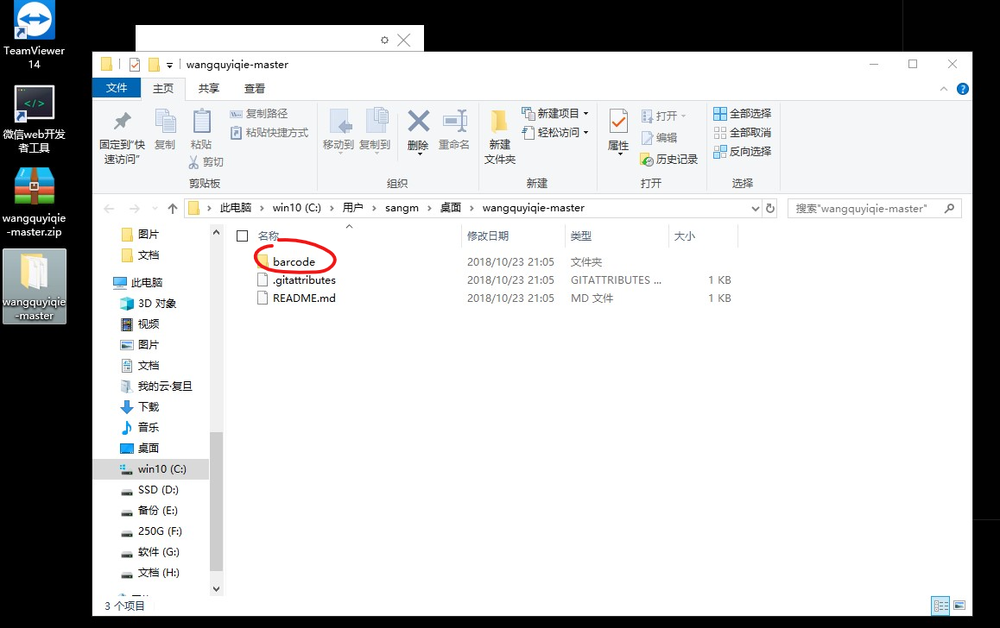 TeamViewer
14
微信web开发
者工具
wangquyiqie
-master.zip
wangquyiqie
-master
wangquyiqie-master
文件
主页
共享
查看
固定到"快
速访问"
复制
粘贴
复制路径
粘贴快捷方式
剪切
剪贴板
移动到
复制到
删除
重命名
组织
新建
文件夹
新建项目
轻松访问
新建
属性
打开
编辑
历史记录
打开
全部选择
全部取消
反向选择
选择
此电脑
win10 (C:)
用户
sangm
桌面
wangquyiqie-master
搜索"wangquyiqie-master"
图片
文档
此电脑
3D 对象
视频
图片
文档
我的云·复旦
下载
音乐
桌面
win10 (C:)
SSD (D:)
备份 (E:)
250G (F:)
软件 (G:)
文档 (H:)
名称 修改日期 类型 大小
barcode 2018/10/23 21:05 文件夹
.gitattributes 2018/10/23 21:05 GITATTRIBUTES ... 1 KB
README.md 2018/10/23 21:05 MD 文件 1 KB
3 个项目